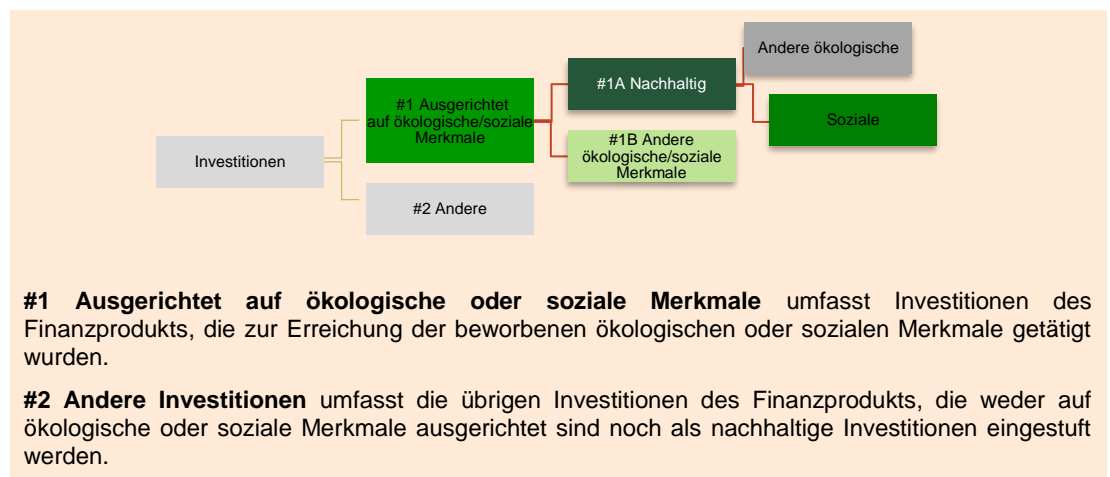 Andere ökologische
#1A Nachhaltig
#1 Ausgerichtet
auf ökologische/soziale
Merkmale
Soziale
#1B Andere
ökologische/soziale
Merkmale
Investitionen
#2 Andere
#1 Ausgerichtet auf ökologische oder soziale Merkmale umfasst Investitionen des
Finanzprodukts, die zur Erreichung der beworbenen ökologischen oder sozialen Merkmale getätigt
wurden.
#2 Andere Investitionen umfasst die übrigen Investitionen des Finanzprodukts, die weder auf
ökologische oder soziale Merkmale ausgerichtet sind noch als nachhaltige Investitionen eingestuft
werden.